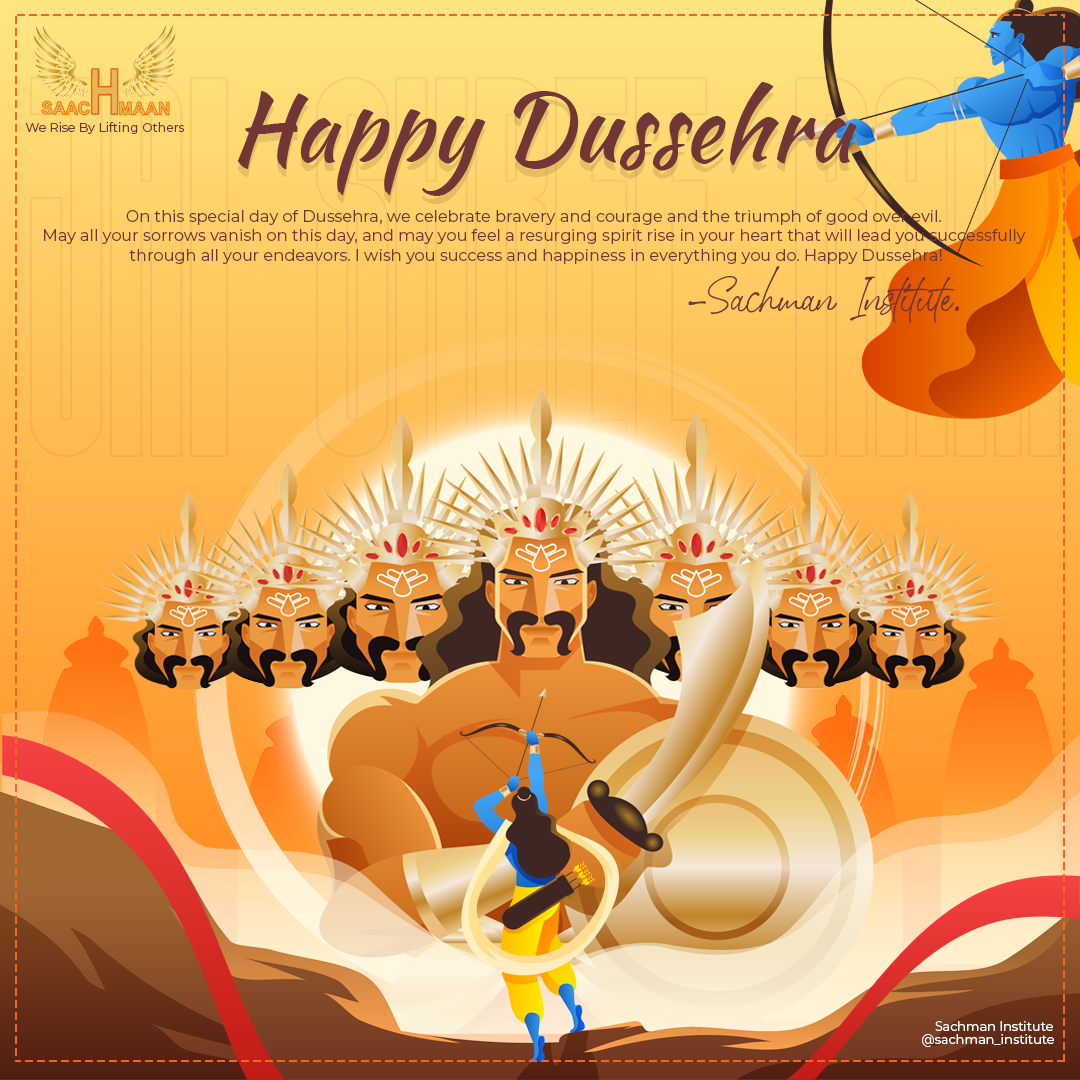 SAACHMAAN
We Rise By Lifting Others
JAI SHREE RAM
Happy Dussehra
On this special day of Dussehra, we celebrate bravery and courage and the triumph of good over evil.
May all your sorrows vanish on this day, and may you feel a resurging spirit rise in your heart that will lead you successfully
through all your endeavors. I wish you success and happiness in everything you do. Happy Dussehra!
-Sachman Institute.
Sachman Institute
@sachman_institute